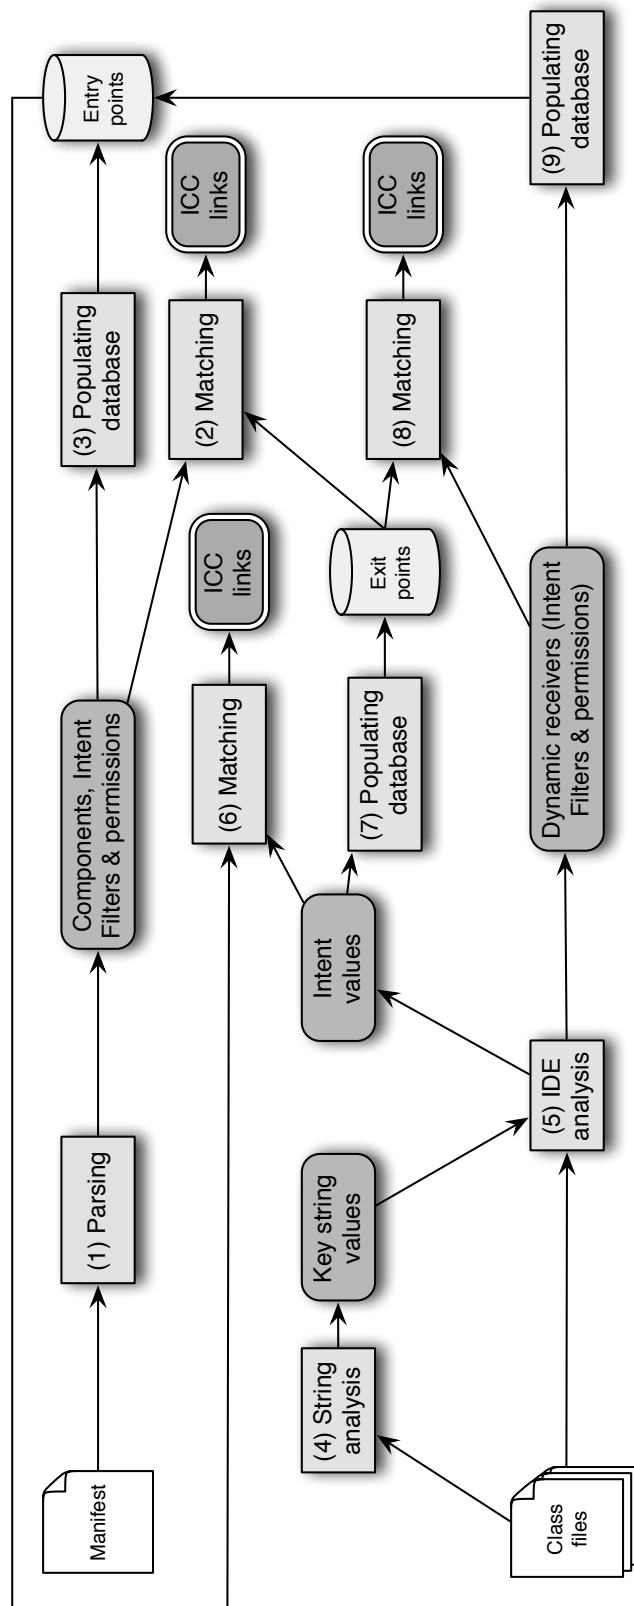 Manifest
(1) Parsing
Components, Intent
Filters & permissions
(3) Populating
database
Entry
points
(2) Matching
ICC
links
(6) Matching
ICC
links
(4) String
analysis
Key string
values
Intent
values
(7) Populating
database
Exit
points
(8) Matching
ICC
links
Class
files
(5) IDE
analysis
Dynamic receivers (Intent
Filters & permissions)
(9) Populating
database